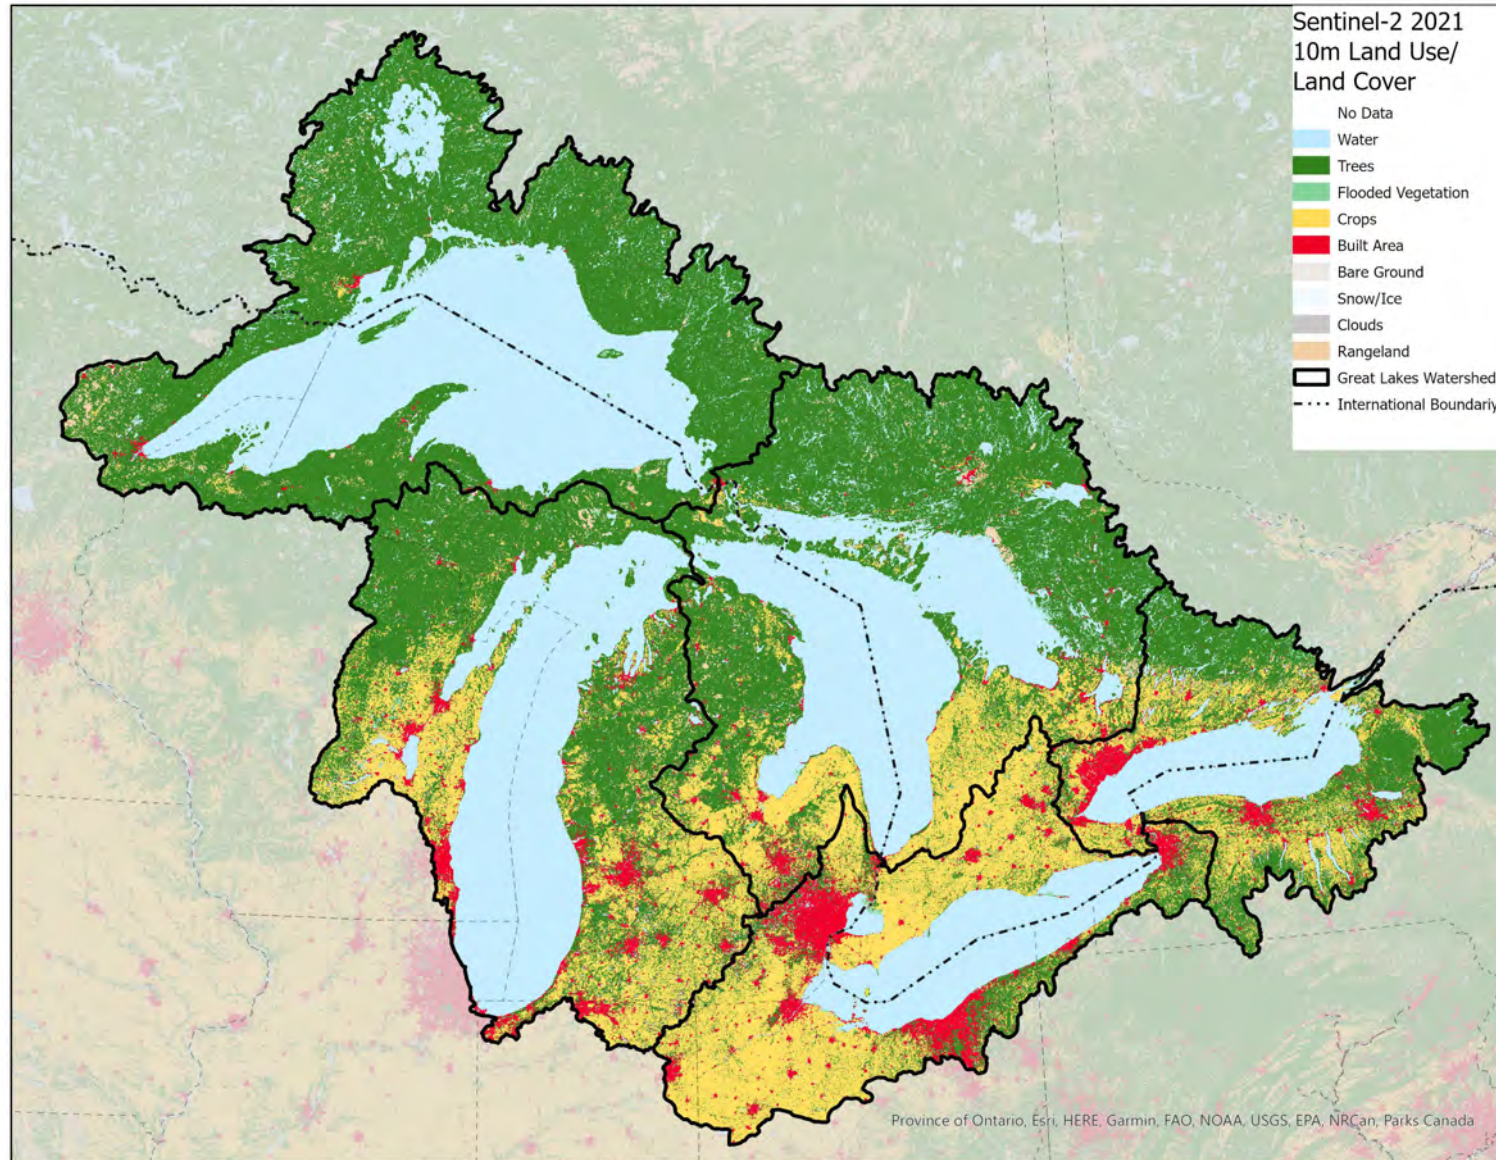 Sentinel-2 2021
10m Land Use/
Land Cover
No Data
Water
Trees
Flooded Vegetation
Crops
Built Area
Bare Ground
Snow/Ice
Clouds
Rangeland
Great Lakes Watershed
International Boundariy
Province of Ontario, Esri, HERE, Garmin, FAO, NOAA, USGS, EPA, NRCan, Parks Canada